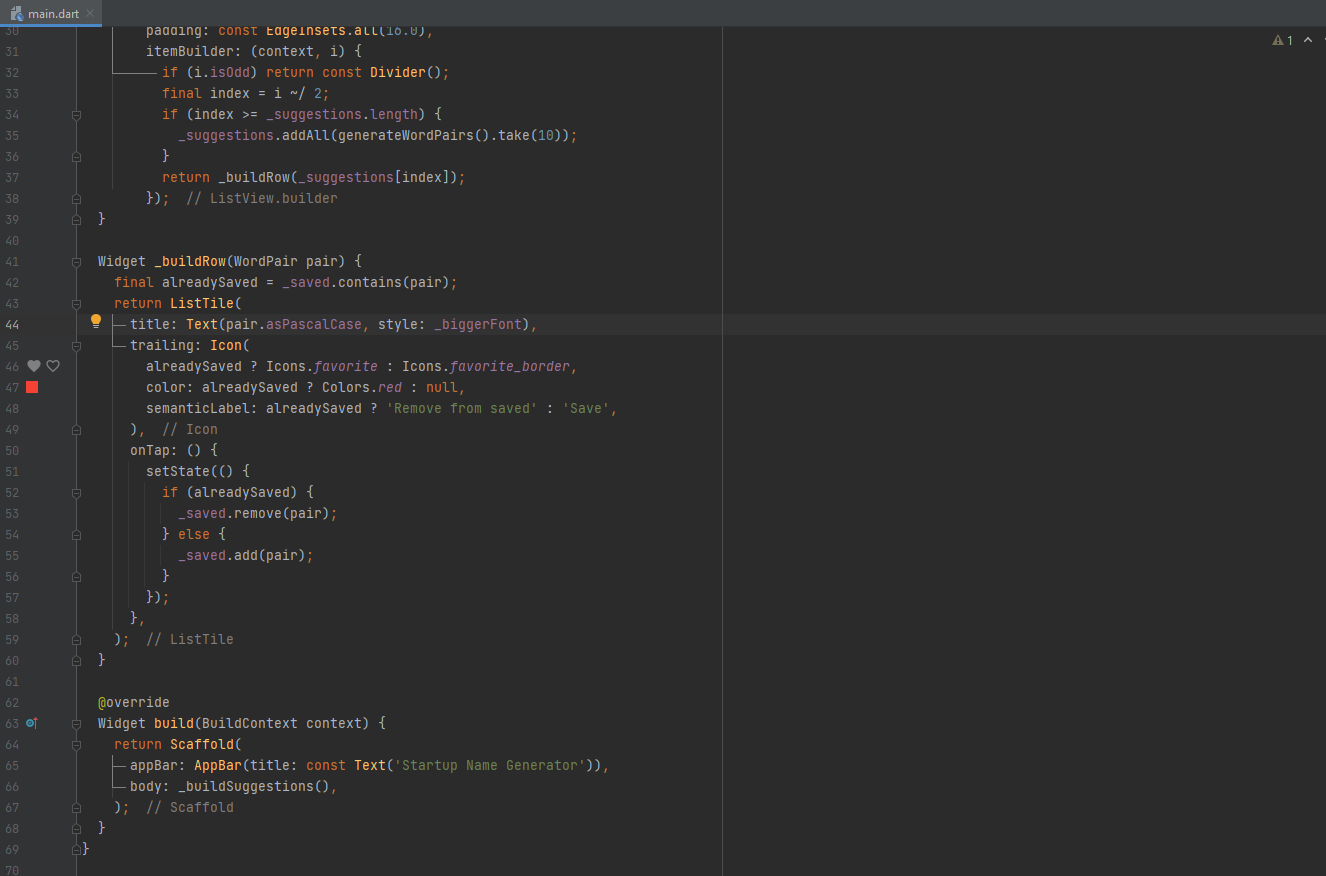 main.dart
1
30 padding: const EdgeInsets.all(16.0),
31 itemBuilder: (context, i) {
32 if (i.isOdd) return const Divider();
33 final index = i ~/ 2;
34 if (index >= _suggestions.length) {
35 _suggestions.addAll(generateWordPairs().take(10));
36 }
37 return _buildRow(_suggestions[index]);
38 }); // ListView.builder
39 }
40
41 Widget _buildRow(WordPair pair) {
42 final alreadySaved = _saved.contains(pair);
43 return ListTile(
44 title: Text(pair.asPascalCase, style: _biggerFont),
45 trailing: Icon(
46 alreadySaved ? Icons.favorite : Icons.favorite_border,
47 color: alreadySaved ? Colors.red : null,
48 semanticLabel: alreadySaved ? 'Remove from saved' : 'Save',
49 ), // Icon
50 onTap: () {
51 setState(() {
52 if (alreadySaved) {
53 _saved.remove(pair);
54 } else {
55 _saved.add(pair);
56 }
57 });
58 },
59 ); // ListTile
60 }
61
62 @override
63 Widget build(BuildContext context) {
64 return Scaffold(
65 appBar: AppBar(title: const Text('Startup Name Generator')),
66 body: _buildSuggestions(),
67 ); // Scaffold
68 }
69 }
70